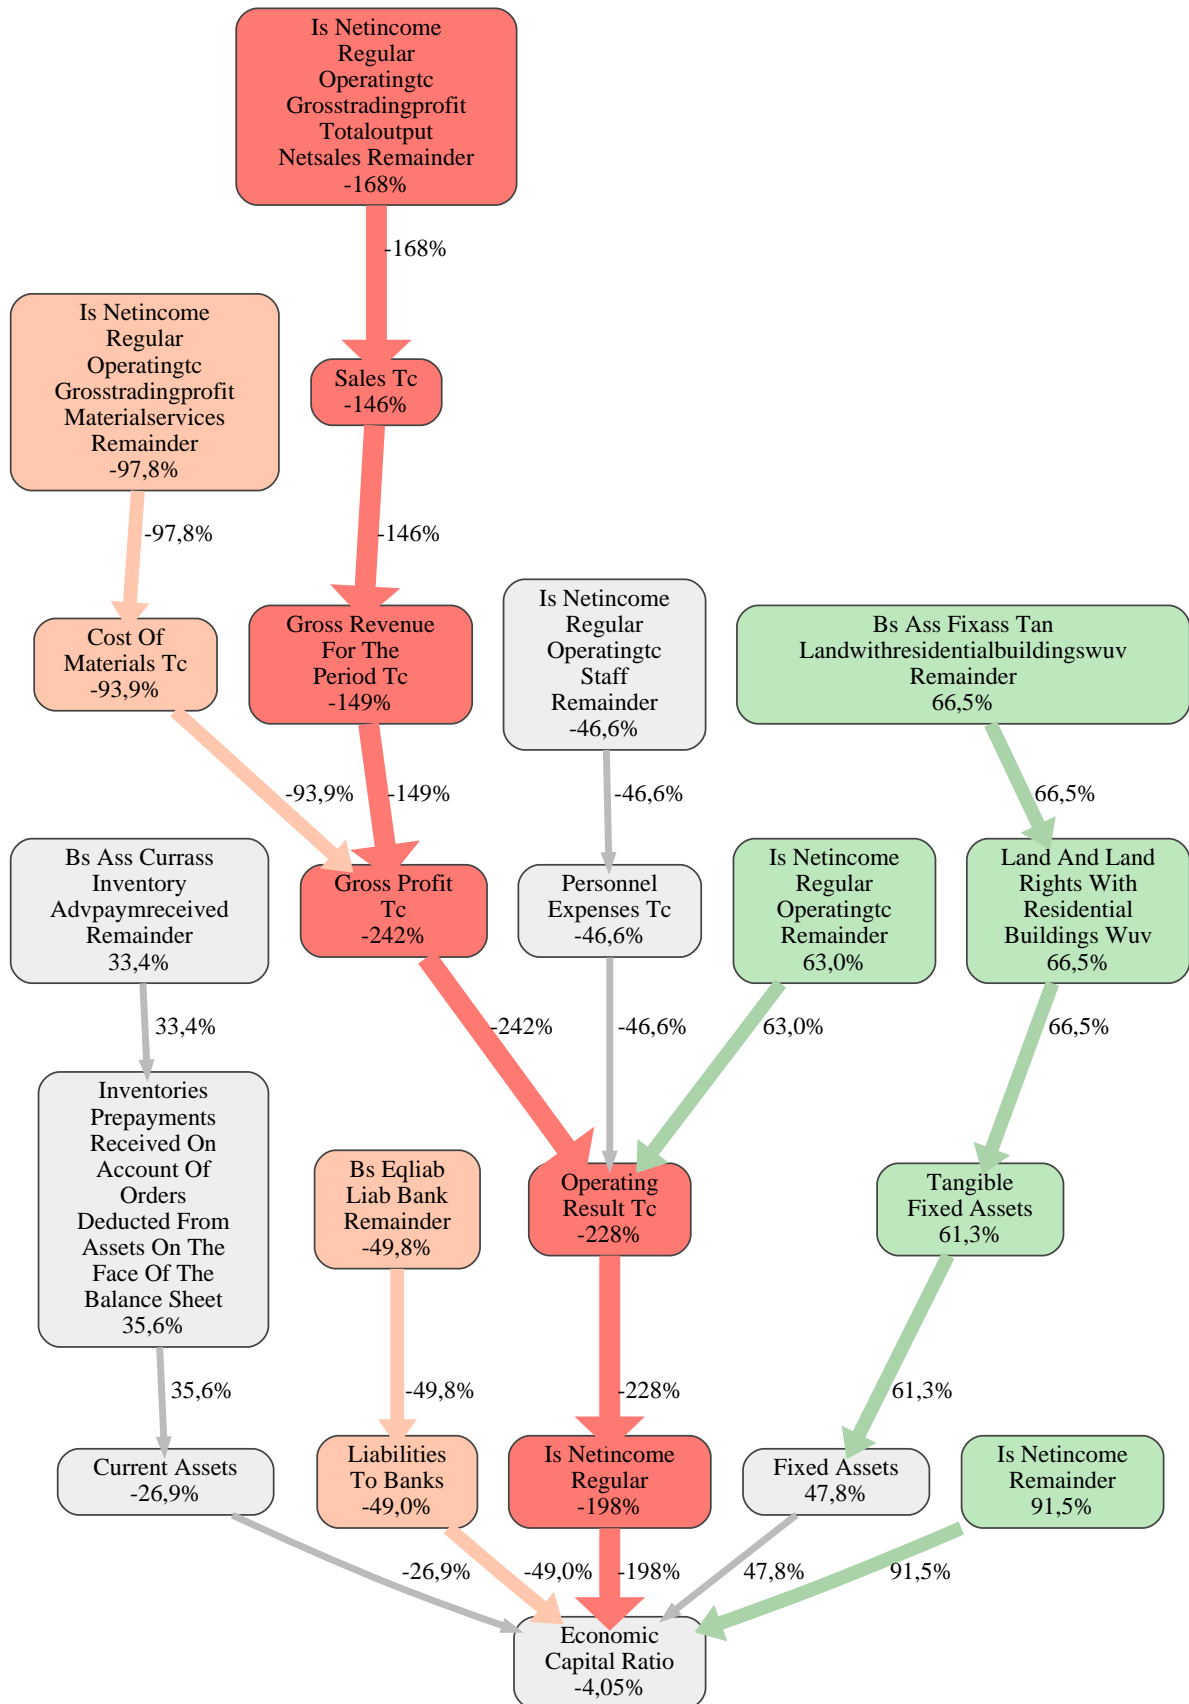 Is Netincome
Regular
Operatingtc
Grosstradingprofit
Totaloutput
Netsales Remainder
-168%
-168%
Is Netincome
Regular
Operatingtc
Grosstradingprofit
Materialservices
Remainder
-97,8%
Sales Tc
-146%
-97,8%
-146%
Cost Of
Materials Tc
-93,9%
Gross Revenue
For The
Period Tc
-149%
Is Netincome
Regular
Operatingtc
Staff
Remainder
-46,6%
Bs Ass Fixass Tan
Landwithresidentialbuildingswuv
Remainder
66,5%
-93,9%
-149%
-46,6%
66,5%
Bs Ass Currass
Inventory
Advpaymreceived
Remainder
33,4%
Gross Profit
Tc
-242%
Personnel
Expenses Tc
-46,6%
Is Netincome
Regular
Operatingtc
Remainder
63,0%
Land And Land
Rights With
Residential
Buildings Wuv
66,5%
33,4%
-242%
-46,6%
63,0%
66,5%
Inventories
Prepayments
Received On
Account Of
Orders
Deducted From
Assets On The
Face Of The
Balance Sheet
35,6%
Bs Eqliab
Liab Bank
Remainder
-49,8%
Operating
Result Tc
-228%
Tangible
Fixed Assets
61,3%
35,6%
-49,8%
-228%
61,3%
Current Assets
-26,9%
Liabilities
To Banks
-49,0%
Is Netincome
Regular
-198%
Fixed Assets
47,8%
Is Netincome
Remainder
91,5%
-26,9%
-49,0%
-198%
47,8%
91,5%
Economic
Capital Ratio
-4,05%